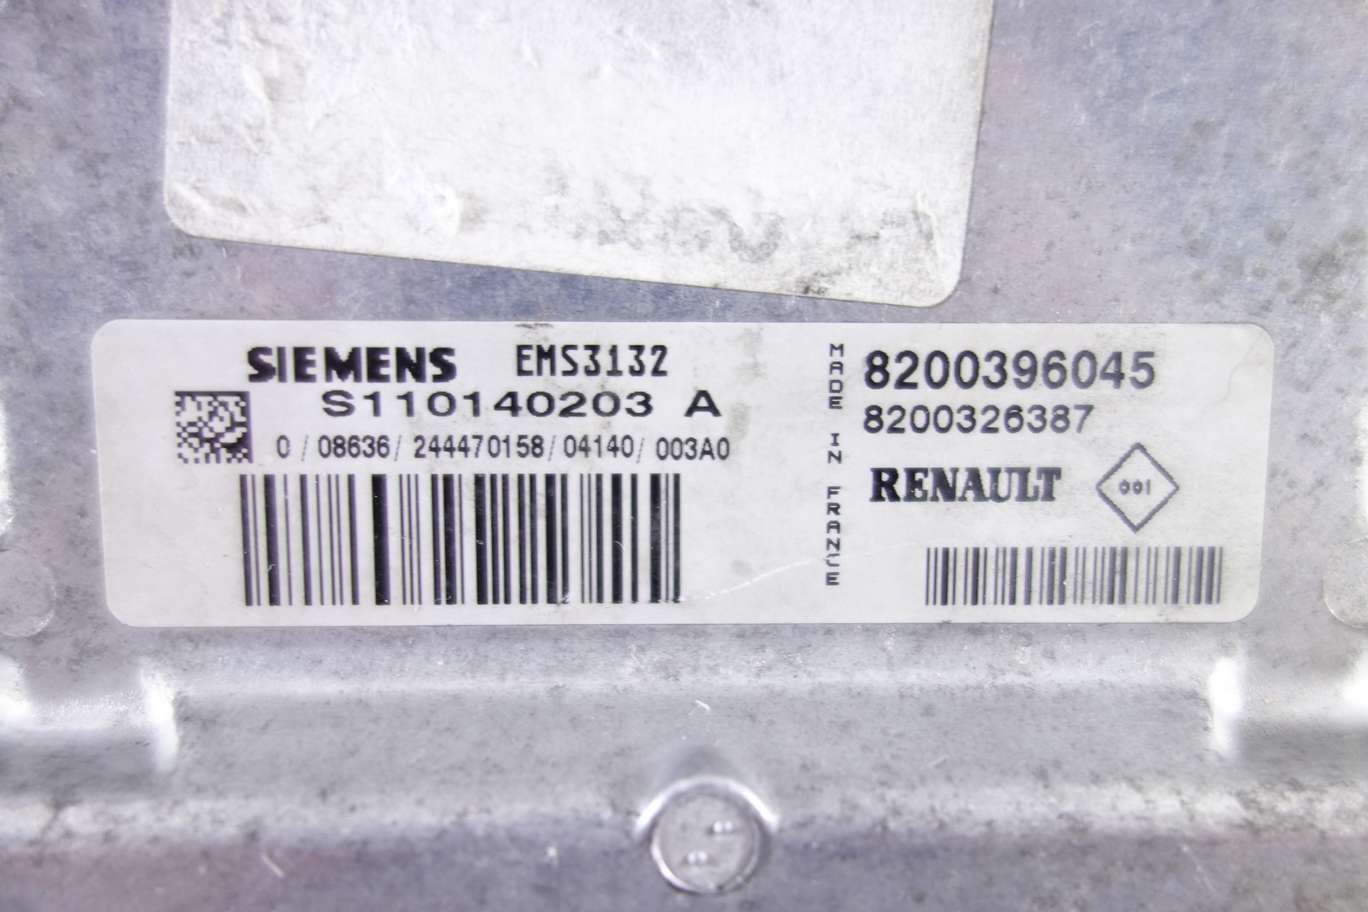 SIEMENS EMS3132
S110140203 A
0 / 08636 / 244470158 / 04140 / 003A0
MADE IN FRANCE
8200396045
8200326387
RENAULT 001